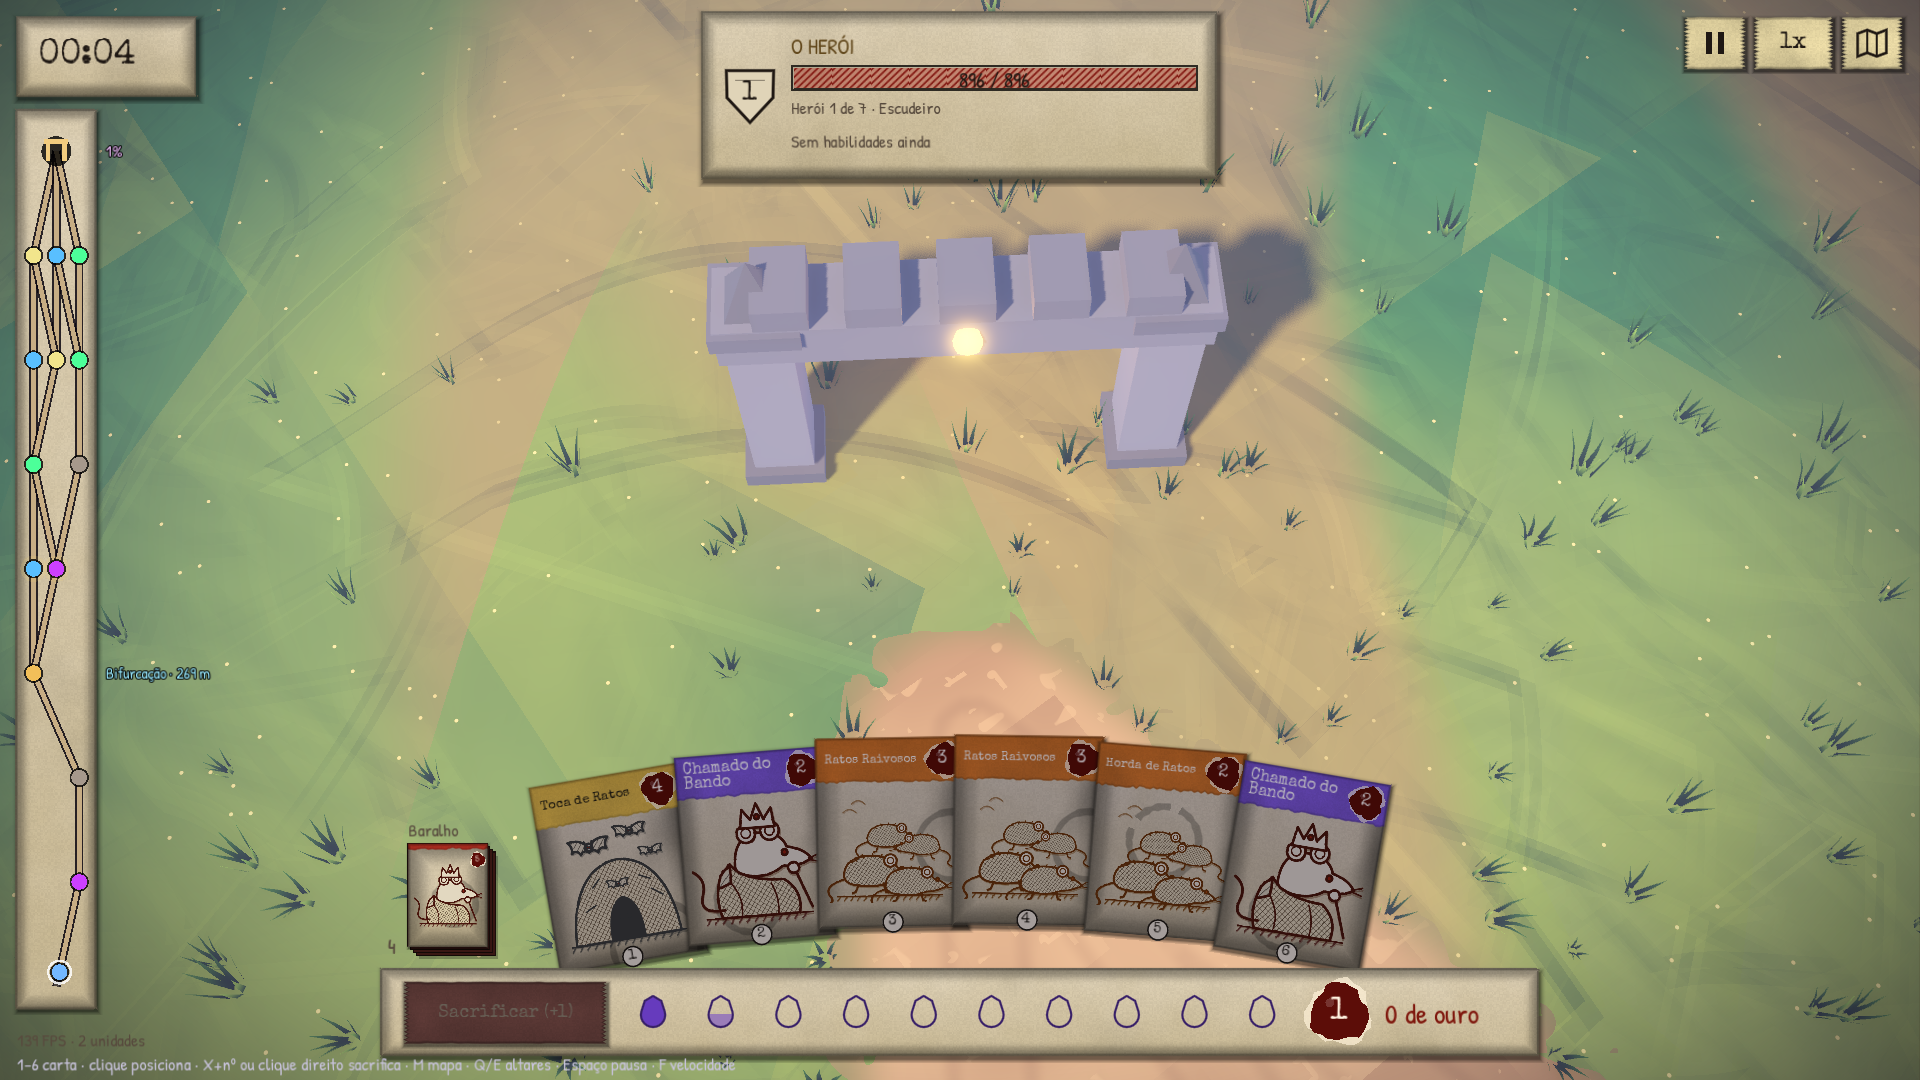 00:04
O HERÓI
1
896 / 896
Herói 1 de 7 · Escudeiro
Sem habilidades ainda
1x
1%
Bifurcação · 269 m
Baralho
4
Toca de Ratos
4
1
Chamado do
Bando
2
2
Ratos Raivosos
3
3
Ratos Raivosos
3
4
Horda de Ratos
2
5
Chamado do
Bando
2
6
Sacrificar (+1)
1
0 de ouro
139 FPS · 2 unidades
1-6 carta · clique posiciona · X+nº ou clique direito sacrifica · M mapa · Q/E altares · Espaço pausa · F velocidade